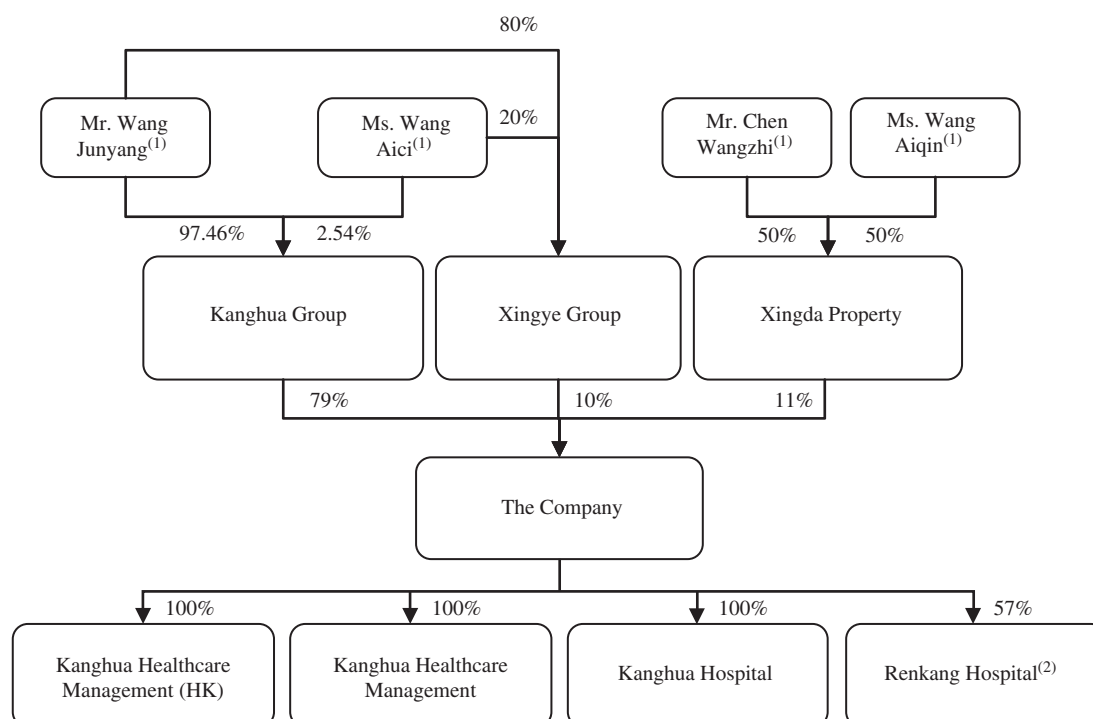 80%
Mr. Wang
Junyang(1)
Ms. Wang
Aici(1)
20%
Mr. Chen
Wangzhi(1)
Ms. Wang
Aiqin(1)
97.46%
2.54%
50%
50%
Kanghua Group
Xingye Group
Xingda Property
79%
10%
11%
The Company
100%
100%
100%
57%
Kanghua Healthcare
Management (HK)
Kanghua Healthcare
Management
Kanghua Hospital
Renkang Hospital(2)